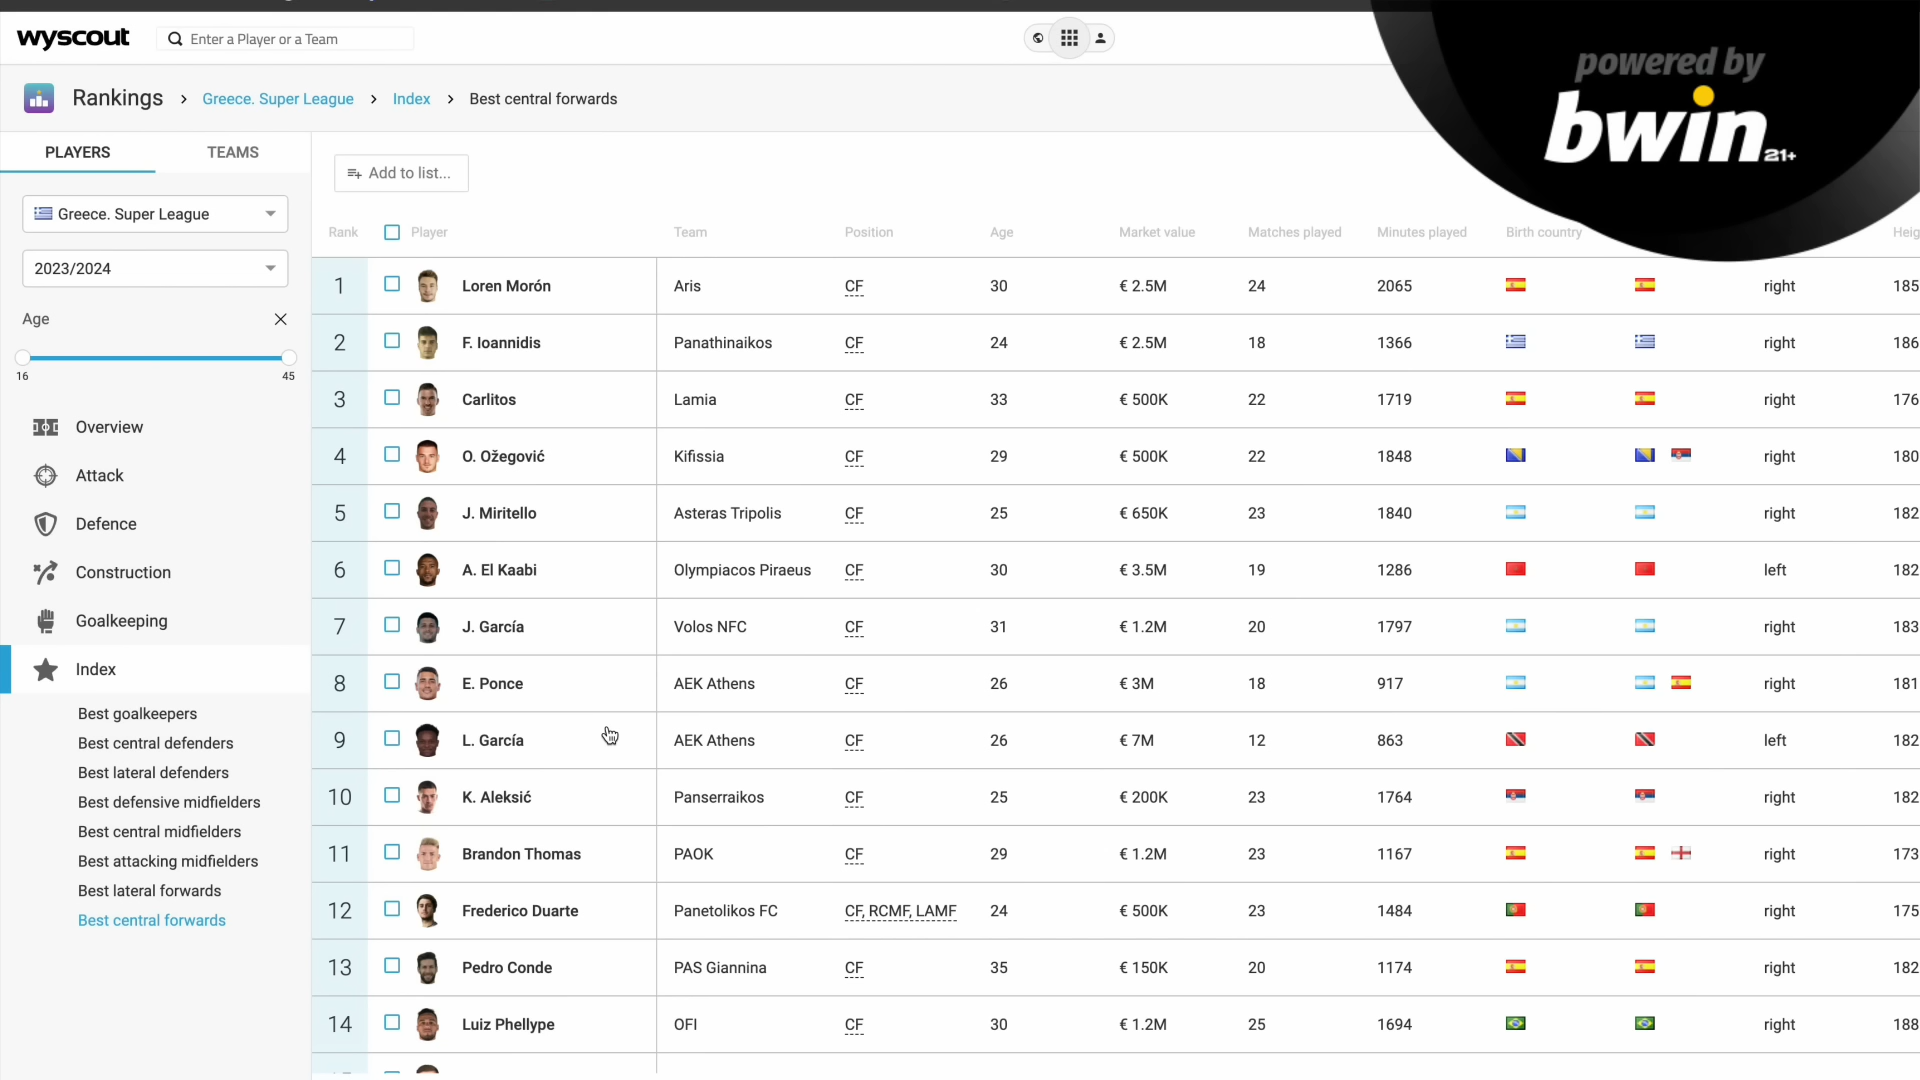 wyscout
Enter a Player or a Team
powered by
bwin 21+
Rankings > Greece. Super League > Index > Best central forwards
PLAYERS TEAMS
Add to list...
Greece. Super League
2023/2024
Age
16 45
Overview
Attack
Defence
Construction
Goalkeeping
Index
Best goalkeepers
Best central defenders
Best lateral defenders
Best defensive midfielders
Best central midfielders
Best attacking midfielders
Best lateral forwards
Best central forwards
Rank Player Team Position Age Market value Matches played Minutes played Birth country
1 Loren Morón Aris CF 30 € 2.5M 24 2065 right 185
2 F. Ioannidis Panathinaikos CF 24 € 2.5M 18 1366 right 186
3 Carlitos Lamia CF 33 € 500K 22 1719 right 176
4 O. Ožegović Kifissia CF 29 € 500K 22 1848 right 180
5 J. Miritello Asteras Tripolis CF 25 € 650K 23 1840 right 182
6 A. El Kaabi Olympiacos Piraeus CF 30 € 3.5M 19 1286 left 182
7 J. García Volos NFC CF 31 € 1.2M 20 1797 right 183
8 E. Ponce AEK Athens CF 26 € 3M 18 917 right 181
9 L. García AEK Athens CF 26 € 7M 12 863 left 182
10 K. Aleksić Panserraikos CF 25 € 200K 23 1764 right 182
11 Brandon Thomas PAOK CF 29 € 1.2M 23 1167 right 173
12 Frederico Duarte Panetolikos FC CF, RCMF, LAMF 24 € 500K 23 1484 right 175
13 Pedro Conde PAS Giannina CF 35 € 150K 20 1174 right 182
14 Luiz Phellype OFI CF 30 € 1.2M 25 1694 right 188